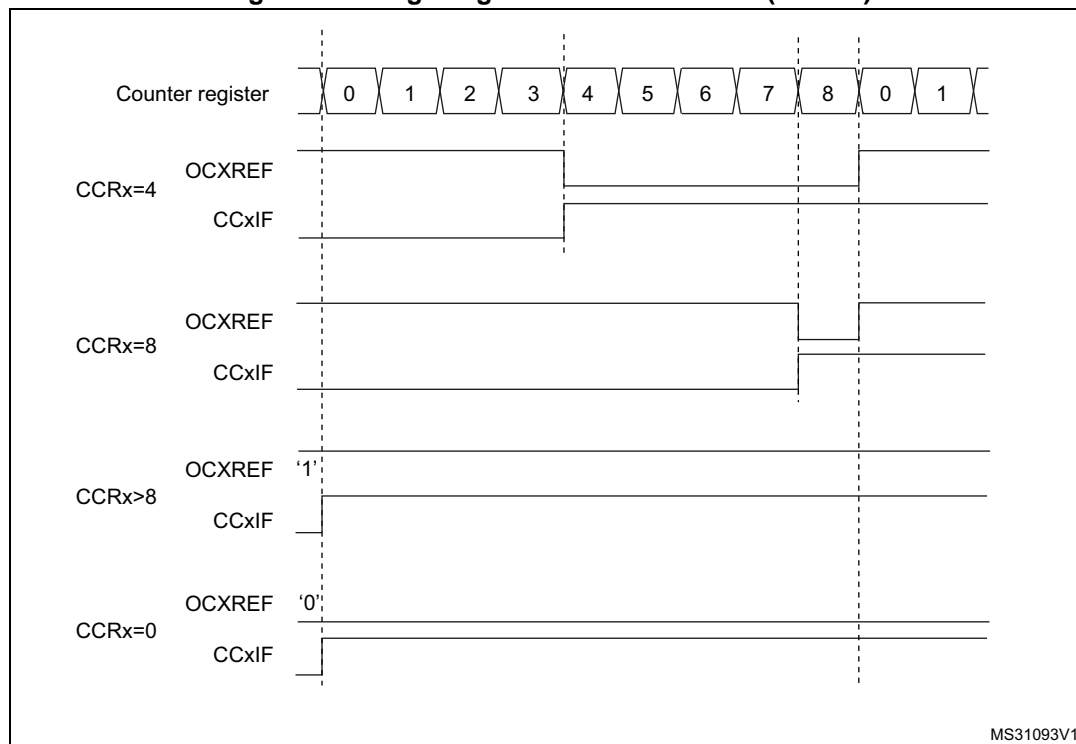 Counter register 0 1 2 3 4 5 6 7 8 0 1
CCRx=4
OCXREF
CCxIF
CCRx=8
OCXREF
CCxIF
CCRx>8
OCXREF ‘1’
CCxIF
CCRx=0
OCXREF ‘0’
CCxIF
MS31093V1